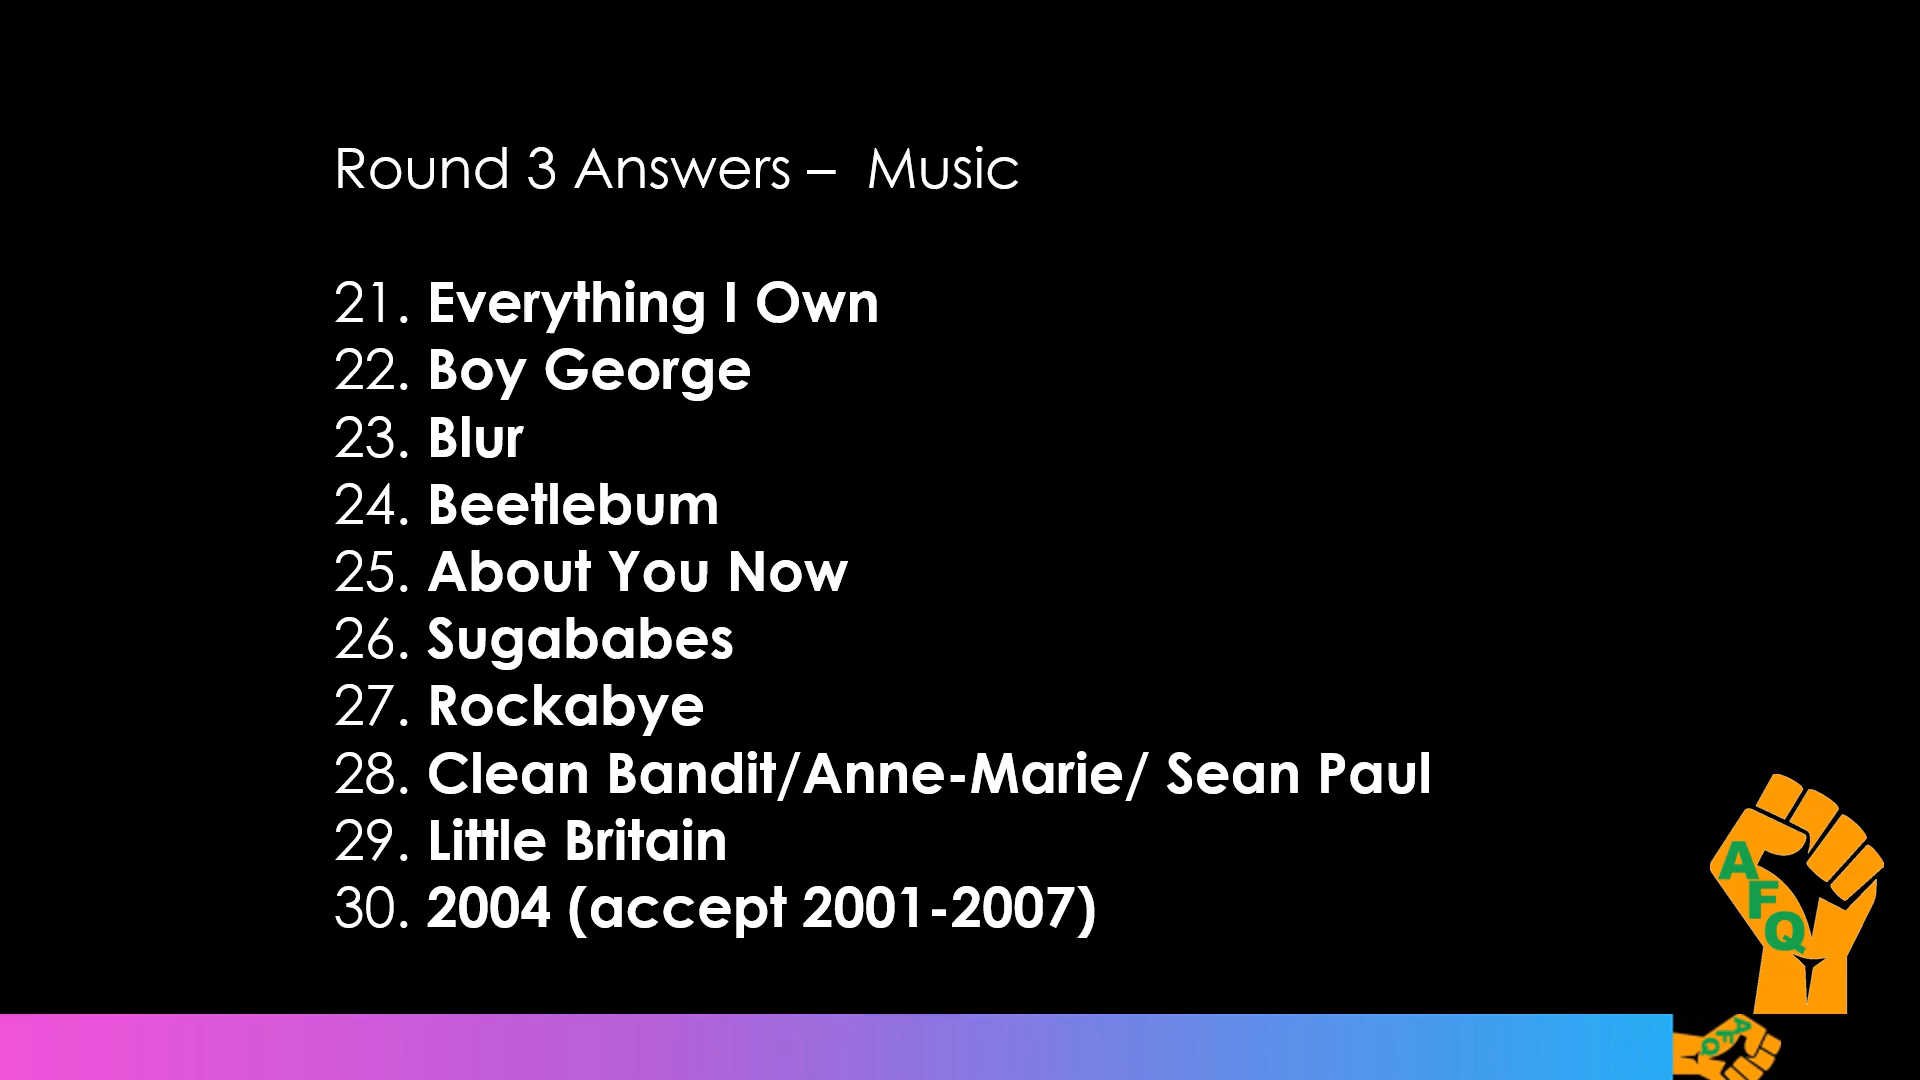 Round 3 Answers – Music
21. Everything I Own
22. Boy George
23. Blur
24. Beetlebum
25. About You Now
26. Sugababes
27. Rockabye
28. Clean Bandit/Anne-Marie/ Sean Paul
29. Little Britain
30. 2004 (accept 2001-2007)
AFQ
AFQ